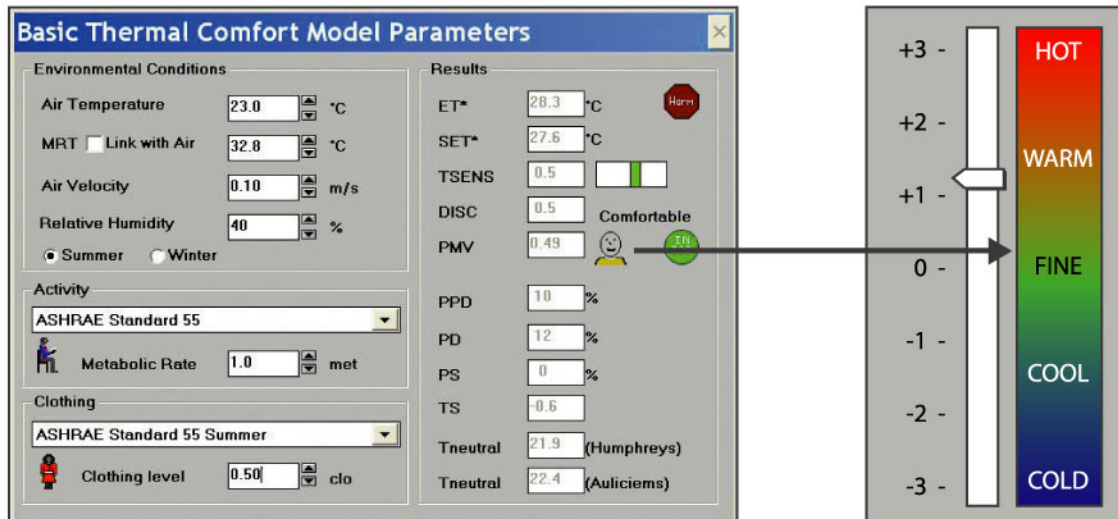 Basic Thermal Comfort Model Parameters
Environmental Conditions
Air Temperature 23.0 °C
MRT Link with Air 32.8 °C
Air Velocity 0.10 m/s
Relative Humidity 40 %
Summer Winter
Activity
ASHRAE Standard 55
Metabolic Rate 1.0 met
Clothing
ASHRAE Standard 55 Summer
Clothing level 0.50 clo
Results
ET* 28.3 °C
SET* 27.6 °C
TSENS 0.5
DISC 0.5 Comfortable
PMV 0.49 IN
PPD 10 %
PD 12 %
PS 0 %
TS -0.6
Tneutral 21.9 (Humphreys)
Tneutral 22.4 (Auliciems)
+3 - HOT
+2 -
WARM
+1 -
0 - FINE
-1 -
COOL
-2 -
-3 - COLD